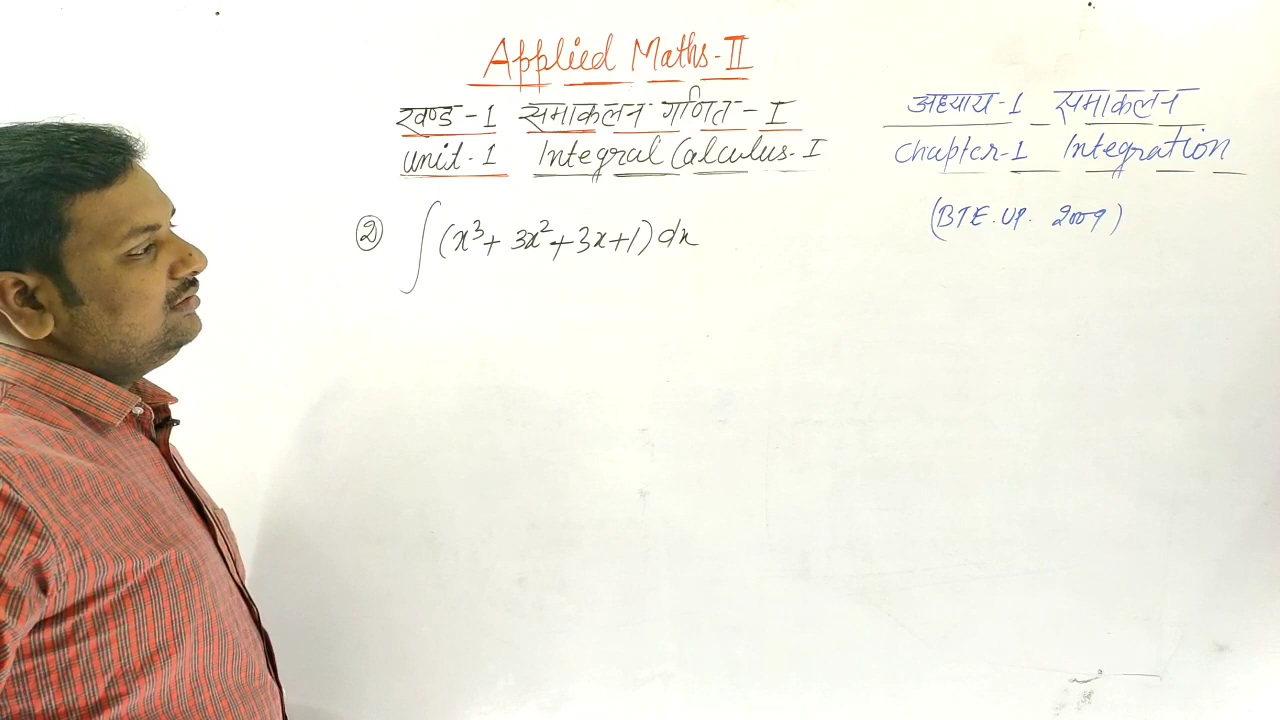 Applied Maths-II
खण्ड-1 समाकलन गणित-I
unit-1 Integral Calculus-I
अध्याय-1 समाकलन
Chapter-1 Integration
(BTE.UP. 2009)
② ∫(x³+3x²+3x+1)dx